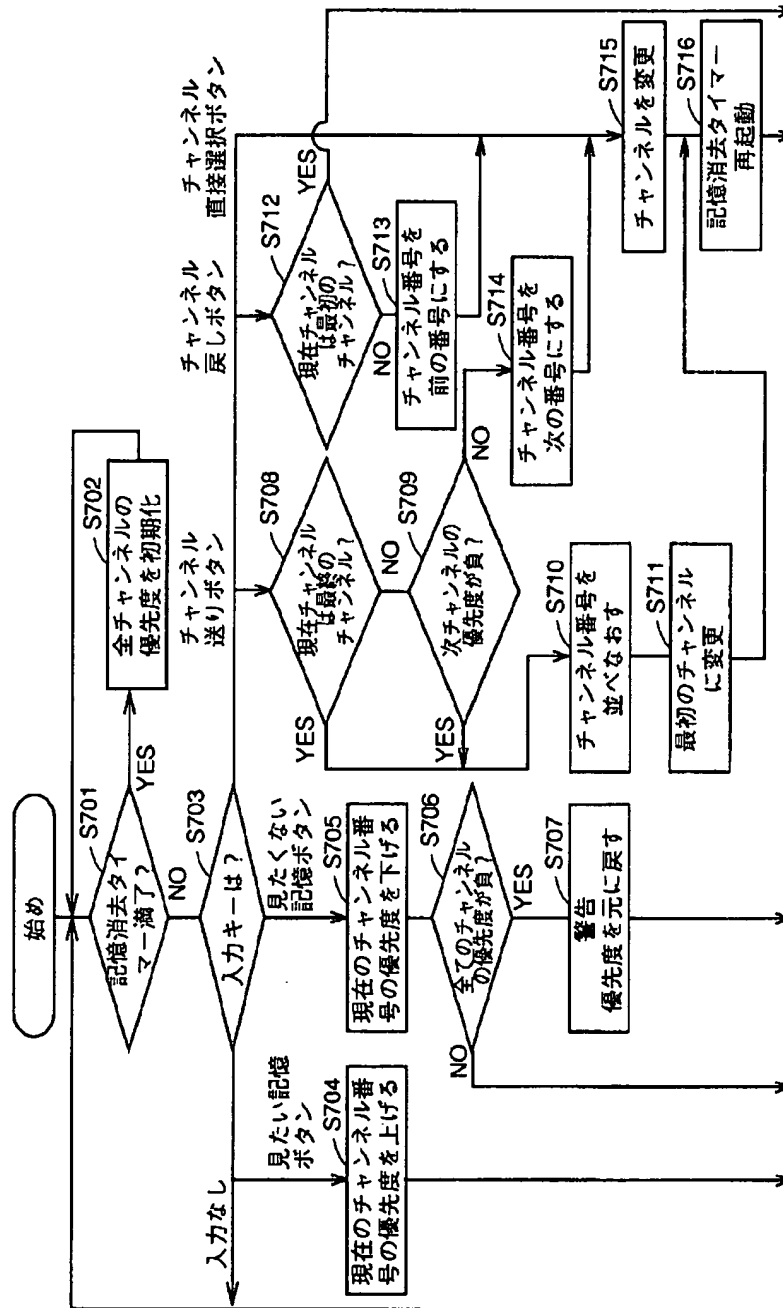 始め
S701
記憶消去タイ
マー満了？
YES
NO
S702
全チャンネルの
優先度を初期化
S703
入力キーは？
入力なし
見たい記憶
ボタン
S704
現在のチャンネル番
号の優先度を上げる
見たくない
記憶ボタン
S705
現在のチャンネル番
号の優先度を下げる
S706
全てのチャンネル
の優先度が負？
NO
YES
S707
警告
優先度を元に戻す
チャンネル
送りボタン
S708
現在チャンネル
は最終の
チャンネル？
YES
NO
S709
次チャンネルの
優先度が負？
YES
NO
S710
チャンネル番号を
並べなおす
S711
最初のチャンネル
に変更
チャンネル
戻しボタン
S712
現在チャンネル
は最初の
チャンネル？
YES
NO
S713
チャンネル番号を
前の番号にする
S714
チャンネル番号を
次の番号にする
チャンネル
直接選択ボタン
S715
チャンネルを変更
S716
記憶消去タイマー
再起動